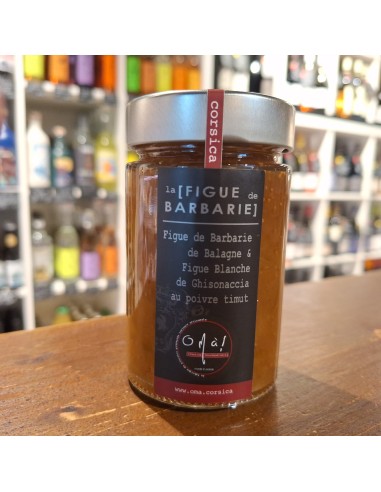 corsica
la [FIGUE de
BARBARIE]
Figue de Barbarie
de Balagne &
Figue Blanche
de Ghisonaccia
au poivre timut
O Mà!
www.oma.corsica